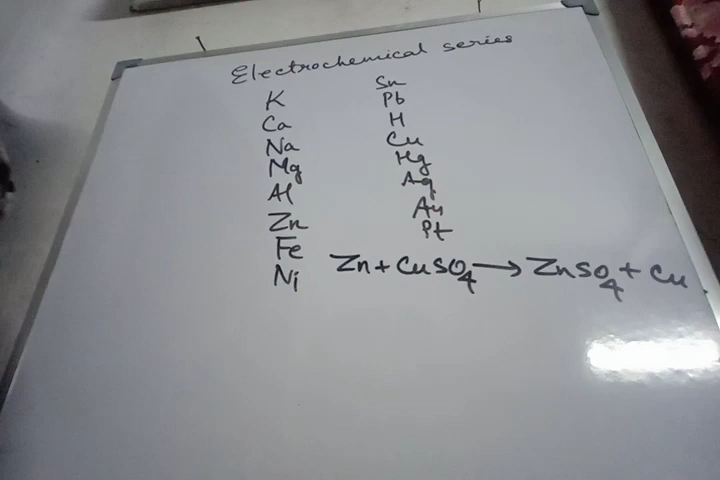 Electrochemical series
K
Ca
Na
Mg
Al
Zn
Fe
Ni
Sn
Pb
H
Cu
Hg
Ag
Au
Pt
Zn + CuSO4 → ZnSO4 + Cu